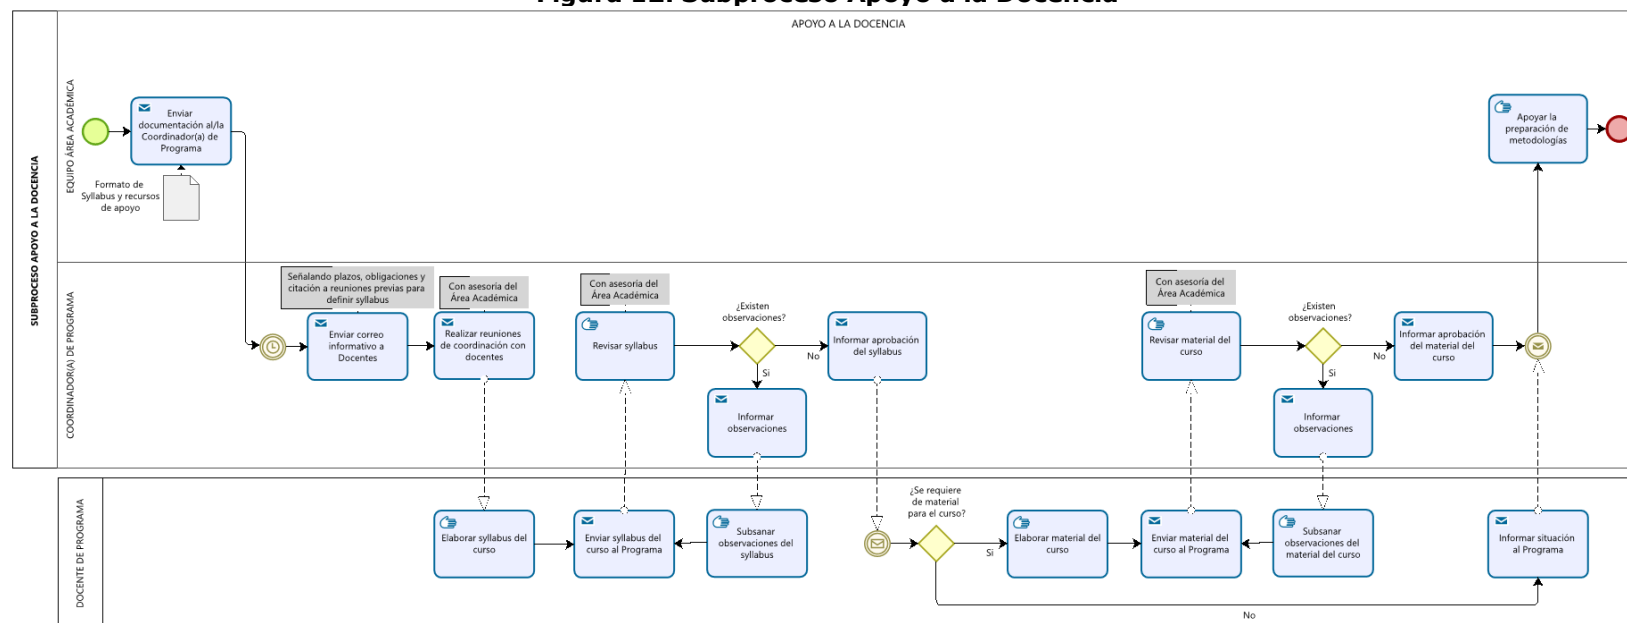 Figura 12. Subproceso Apoyo a la Docencia
APOYO A LA DOCENCIA
SUBPROCESO APOYO A LA DOCENCIA
EQUIPO ÁREA ACADÉMICA
Enviar
documentación al/la
Coordinador(a) de
Programa
Formato de
Syllabus y recursos
de apoyo
Apoyar la
preparación de
metodologías
COORDINADOR(A) DE PROGRAMA
Señalando plazos, obligaciones y
citación a reuniones previas para
definir syllabus
Enviar correo
informativo a
Docentes
Con asesoría del
Área Académica
Realizar reuniones
de coordinación con
docentes
Con asesoría del
Área Académica
Revisar syllabus
¿Existen
observaciones?
No
Si
Informar aprobación
del syllabus
Informar
observaciones
Con asesoría del
Área Académica
Revisar material del
curso
¿Existen
observaciones?
No
Si
Informar aprobación
del material del
curso
Informar
observaciones
DOCENTE DE PROGRAMA
Elaborar syllabus del
curso
Enviar syllabus del
curso al Programa
Subsanar
observaciones del
syllabus
¿Se requiere
de material
para el curso?
Si
No
Elaborar material del
curso
Enviar material del
curso al Programa
Subsanar
observaciones del
material del curso
Informar situación
al Programa